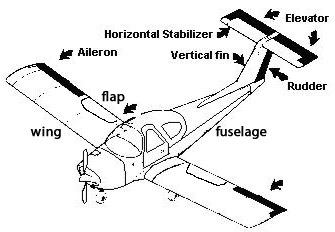 Elevator
Horizontal Stabilizer
Aileron
Vertical fin
Rudder
flap
wing
fuselage